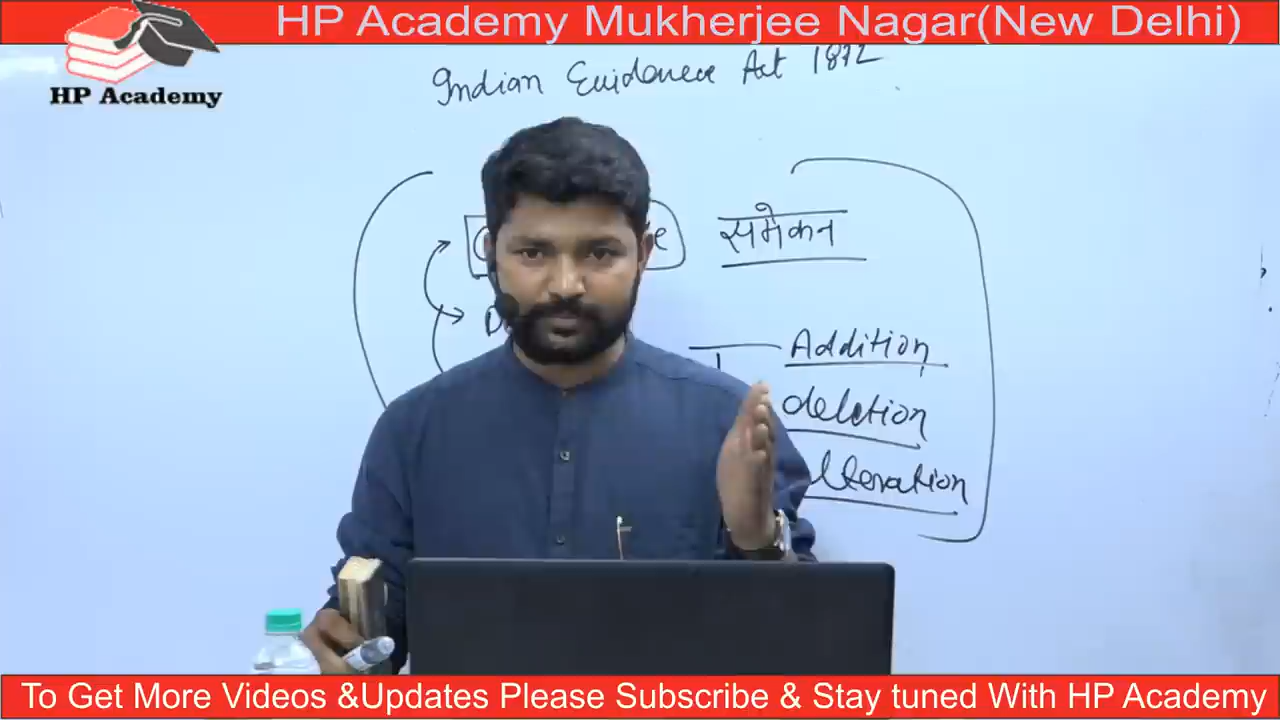 HP Academy Mukherjee Nagar(New Delhi)
HP Academy
Indian Evidence Act 1872
समेकन
Addition
deletion
To Get More Videos &Updates Please Subscribe & Stay tuned With HP Academy